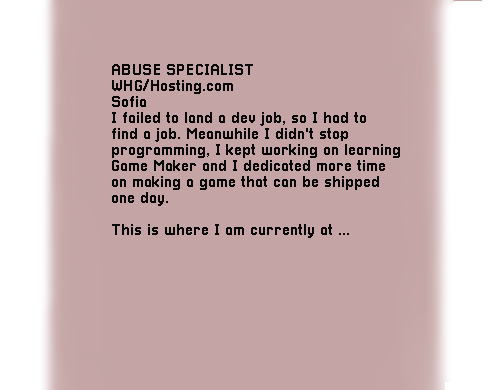 ABUSE SPECIALIST
WHG/Hosting.com
Sofia
I failed to land a dev job, so I had to
find a job. Meanwhile I didn't stop
programming, I kept working on learning
Game Maker and I dedicated more time
on making a game that can be shipped
one day.
This is where I am currently at ...